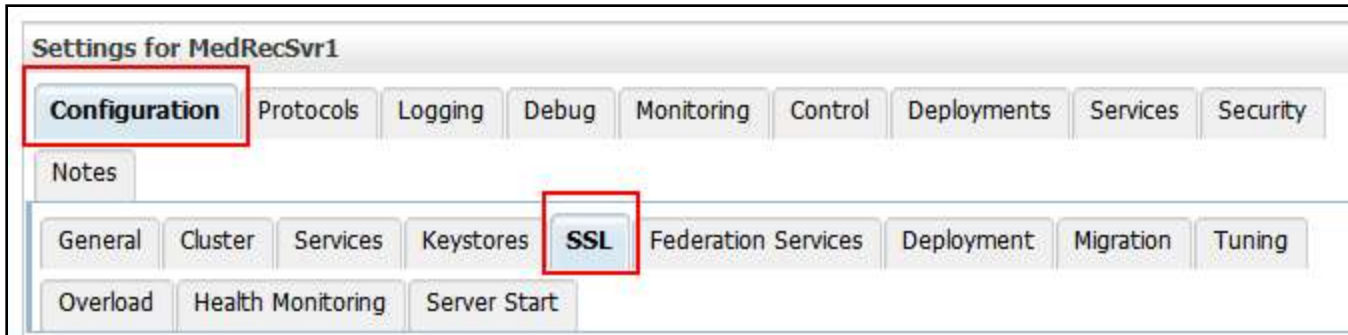 Settings for MedRecSvr1
Configuration Protocols Logging Debug Monitoring Control Deployments Services Security
Notes
General Cluster Services Keystores SSL Federation Services Deployment Migration Tuning
Overload Health Monitoring Server Start